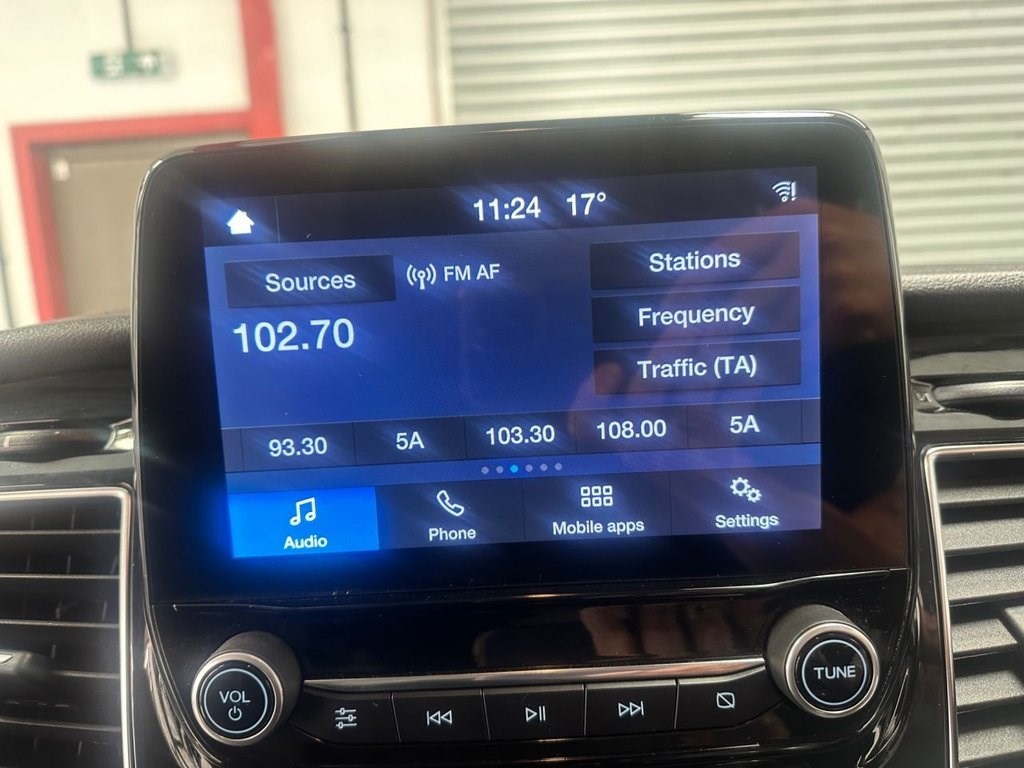 11:24 17°
Sources
FM AF
Stations
102.70
Frequency
Traffic (TA)
93.30 5A 103.30 108.00 5A
Audio Phone Mobile apps Settings
VOL
TUNE